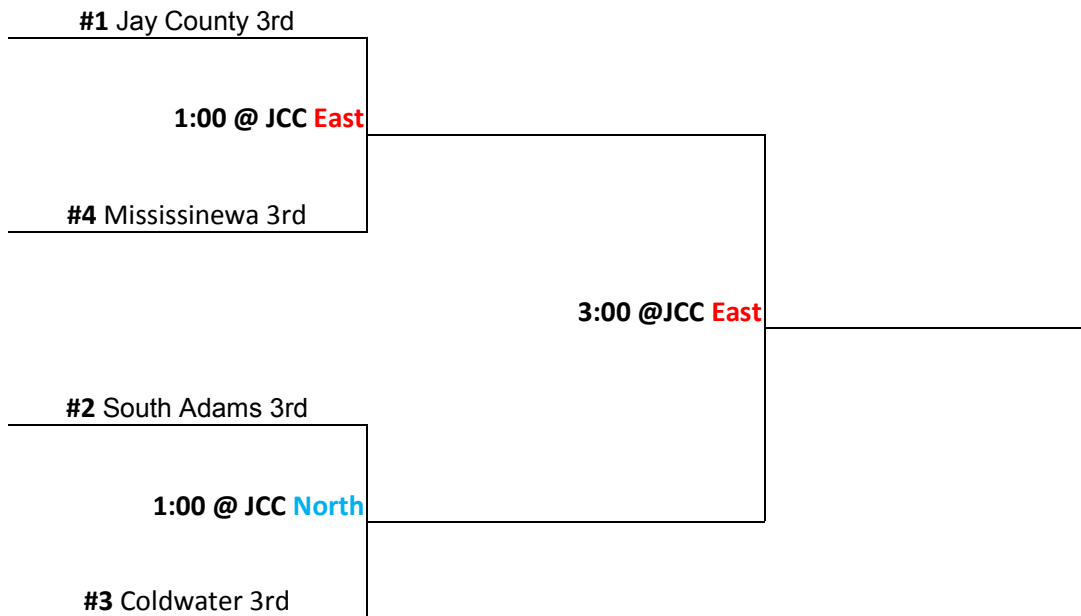 #1 Jay County 3rd
1:00 @ JCC East
#4 Mississinewa 3rd
3:00 @JCC East
#2 South Adams 3rd
1:00 @ JCC North
#3 Coldwater 3rd